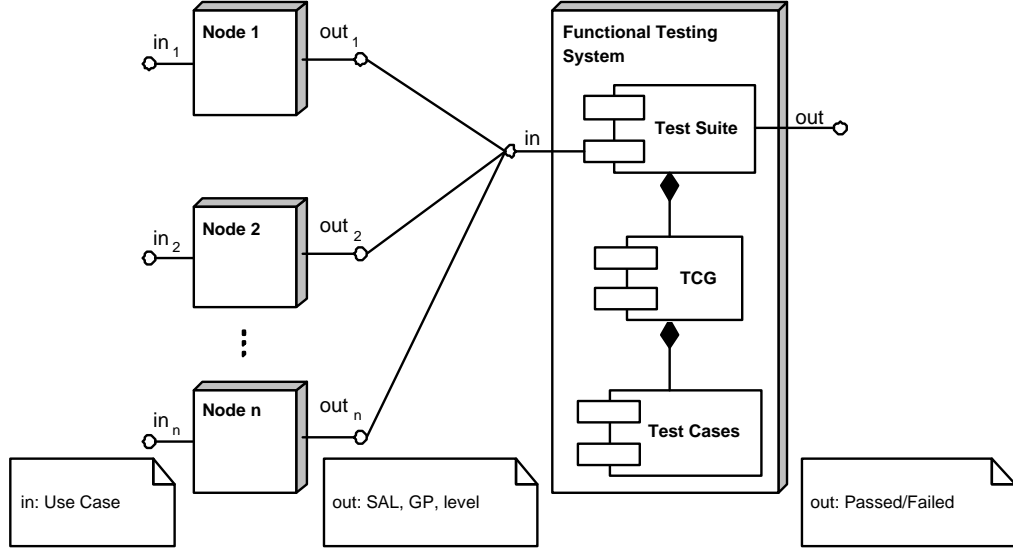 Node 1
in 1
out 1
Functional Testing
System
Test Suite
in
out
Node 2
in 2
out 2
TCG
Node n
in n
out n
Test Cases
in: Use Case
out: SAL, GP, level
out: Passed/Failed